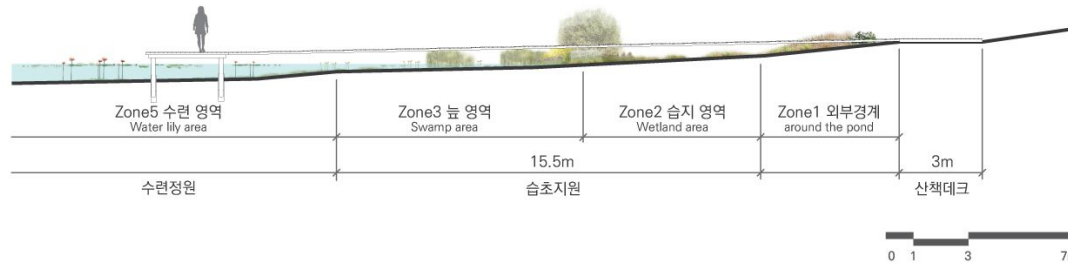 Zone5 수련 영역
Water lily area
Zone3 늪 영역
Swamp area
Zone2 습지 영역
Wetland area
Zone1 외부경계
around the pond
15.5m
3m
수련정원
습초지원
산책데크
0 1 3